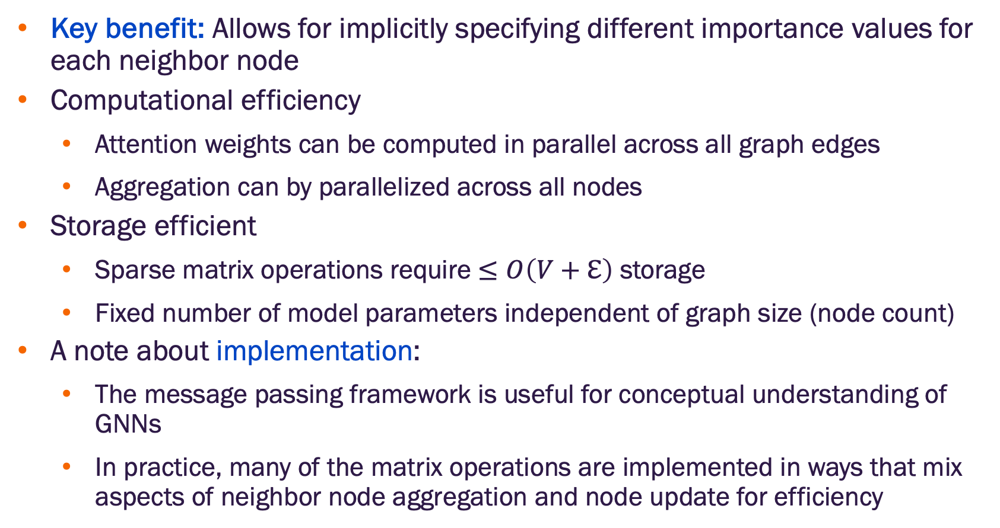 • Key benefit: Allows for implicitly specifying different importance values for
each neighbor node
• Computational efficiency
• Attention weights can be computed in parallel across all graph edges
• Aggregation can by parallelized across all nodes
• Storage efficient
• Sparse matrix operations require ≤ O(V + Ɛ) storage
• Fixed number of model parameters independent of graph size (node count)
• A note about implementation:
• The message passing framework is useful for conceptual understanding of
GNNs
• In practice, many of the matrix operations are implemented in ways that mix
aspects of neighbor node aggregation and node update for efficiency